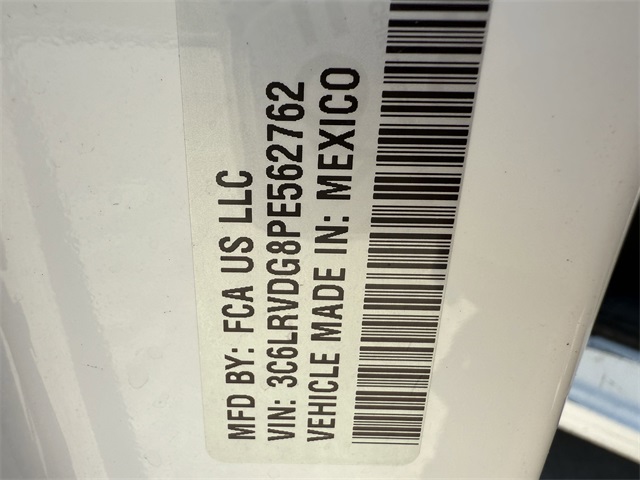 MFD BY: FCA US LLC
VIN: 3C6LRVDG8PE562762
VEHICLE MADE IN: MEXICO